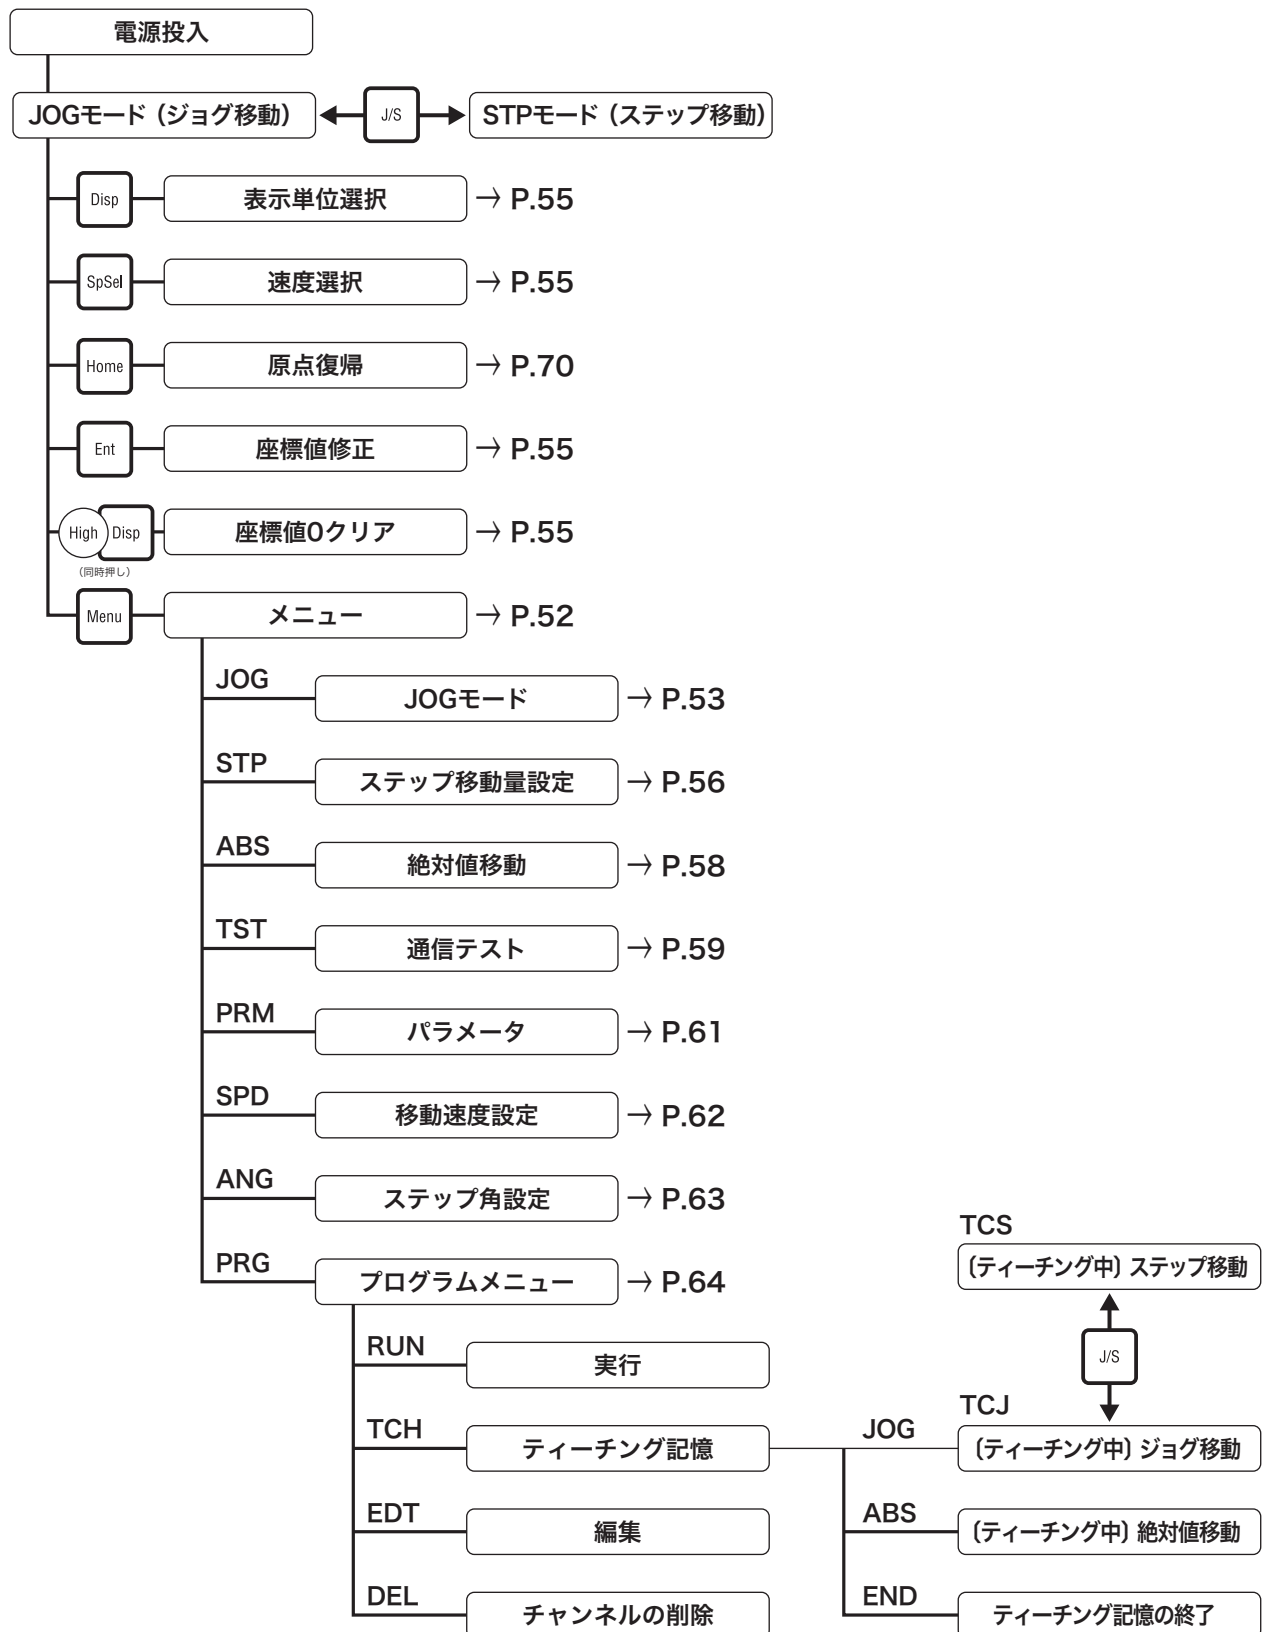 電源投入
JOGモード（ジョグ移動） J/S STPモード（ステップ移動）
Disp 表示単位選択 → P.55
SpSel 速度選択 → P.55
Home 原点復帰 → P.70
Ent 座標値修正 → P.55
High Disp 座標値0クリア → P.55
（同時押し）
Menu メニュー → P.52
JOG
JOGモード → P.53
STP
ステップ移動量設定 → P.56
ABS
絶対値移動 → P.58
TST
通信テスト → P.59
PRM
パラメータ → P.61
SPD
移動速度設定 → P.62
ANG
ステップ角設定 → P.63
PRG
プログラムメニュー → P.64
TCS
〔ティーチング中〕ステップ移動
J/S
RUN
実行
TCH
ティーチング記憶
JOG
TCJ
〔ティーチング中〕ジョグ移動
EDT
編集
ABS
〔ティーチング中〕絶対値移動
DEL
チャンネルの削除
END
ティーチング記憶の終了